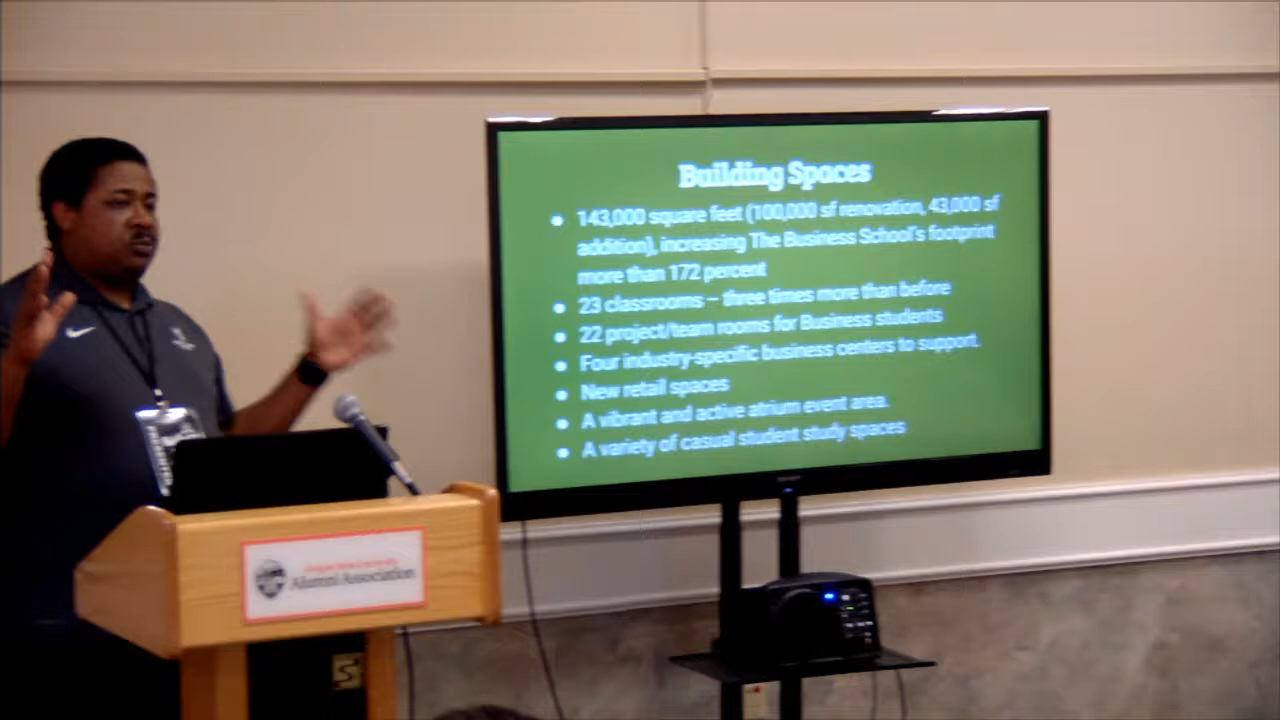 Building Spaces
• 143,000 square feet (100,000 sf renovation, 43,000 sf
addition), increasing The Business School's footprint
more than 172 percent
• 23 classrooms – three times more than before
• 22 project/team rooms for Business students
• Four industry-specific business centers to support.
• New retail spaces
• A vibrant and active atrium event area.
• A variety of casual student study spaces
Alumni Association